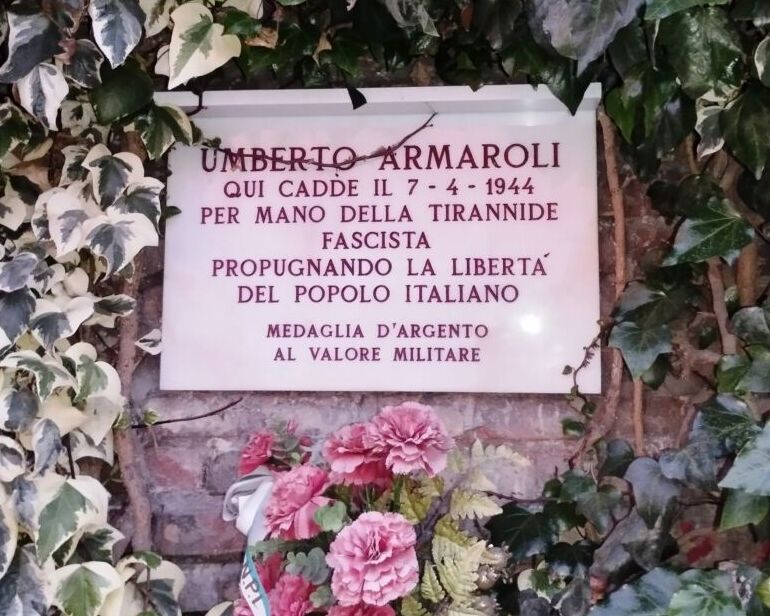 UMBERTO ARMAROLI
QUI CADDE IL 7-4-1944
PER MANO DELLA TIRANNIDE
FASCISTA
PROPUGNANDO LA LIBERTÀ
DEL POPOLO ITALIANO
MEDAGLIA D'ARGENTO
AL VALORE MILITARE